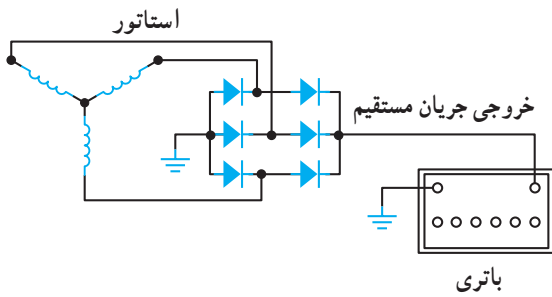 استاتور
خروجی جریان مستقیم
باتری